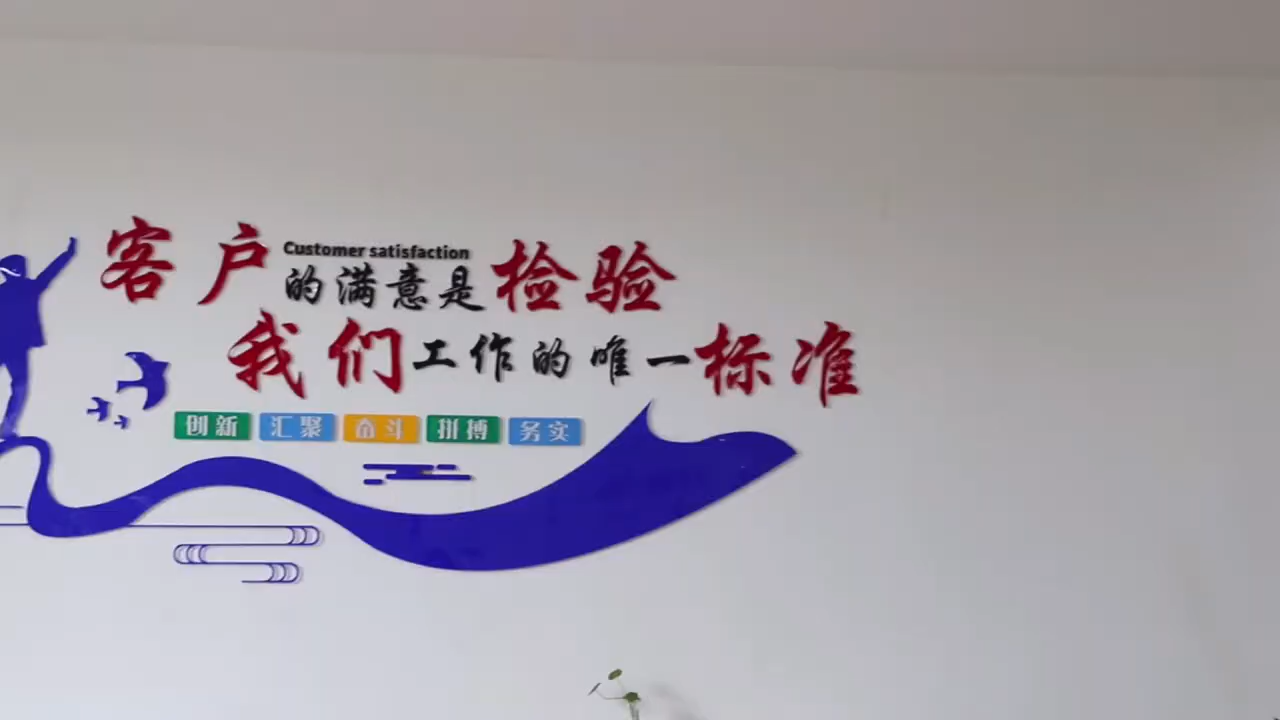 Customer satisfaction
客户的满意是检验
我们工作的唯一标准
创新 汇聚 奋斗 拼搏 务实